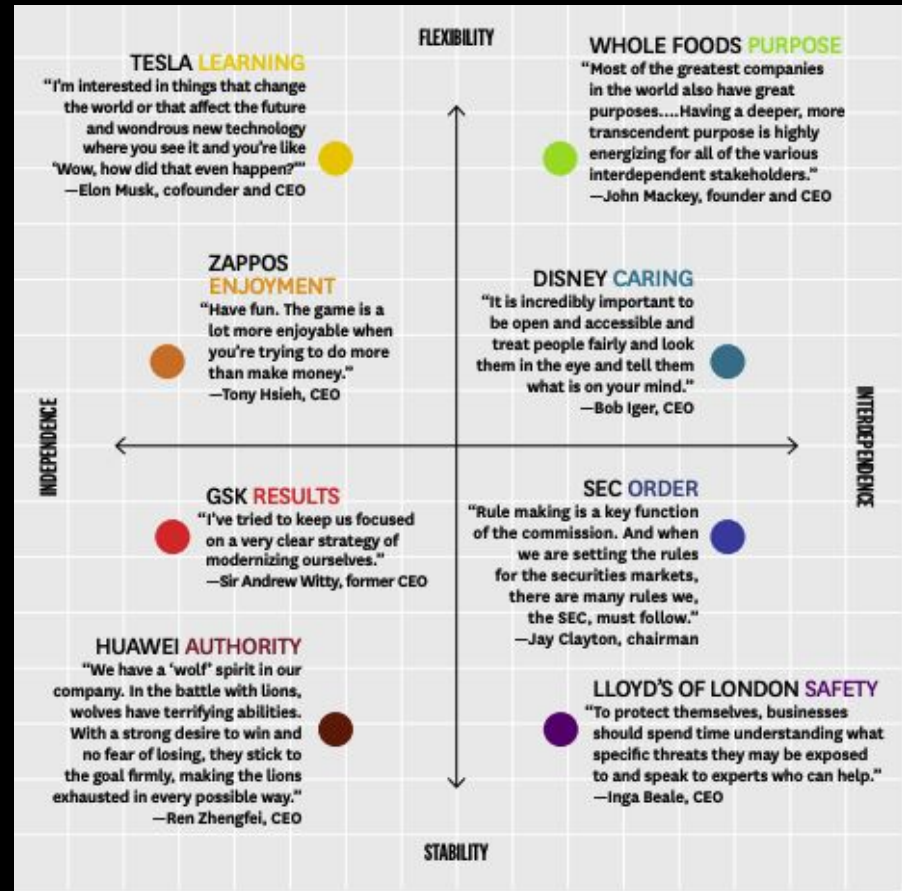 FLEXIBILITY
TESLA LEARNING
“I’m interested in things that change
the world or that affect the future
and wondrous new technology
where you see it and you’re like
‘Wow, how did that even happen?’”
—Elon Musk, cofounder and CEO
WHOLE FOODS PURPOSE
“Most of the greatest companies
in the world also have great
purposes....Having a deeper, more
transcendent purpose is highly
energizing for all of the various
interdependent stakeholders.”
—John Mackey, founder and CEO
ZAPPOS
ENJOYMENT
“Have fun. The game is a
lot more enjoyable when
you’re trying to do more
than make money.”
—Tony Hsieh, CEO
DISNEY CARING
“It is incredibly important to
be open and accessible and
treat people fairly and look
them in the eye and tell them
what is on your mind.”
—Bob Iger, CEO
INDEPENDENCE
INTERDEPENDENCE
GSK RESULTS
“I’ve tried to keep us focused
on a very clear strategy of
modernizing ourselves.”
—Sir Andrew Witty, former CEO
SEC ORDER
“Rule making is a key function
of the commission. And when
we are setting the rules
for the securities markets,
there are many rules we,
the SEC, must follow.”
—Jay Clayton, chairman
HUAWEI AUTHORITY
“We have a ‘wolf’ spirit in our
company. In the battle with lions,
wolves have terrifying abilities.
With a strong desire to win and
no fear of losing, they stick to
the goal firmly, making the lions
exhausted in every possible way.”
—Ren Zhengfei, CEO
LLOYD’S OF LONDON SAFETY
“To protect themselves, businesses
should spend time understanding what
specific threats they may be exposed
to and speak to experts who can help.”
—Inga Beale, CEO
STABILITY